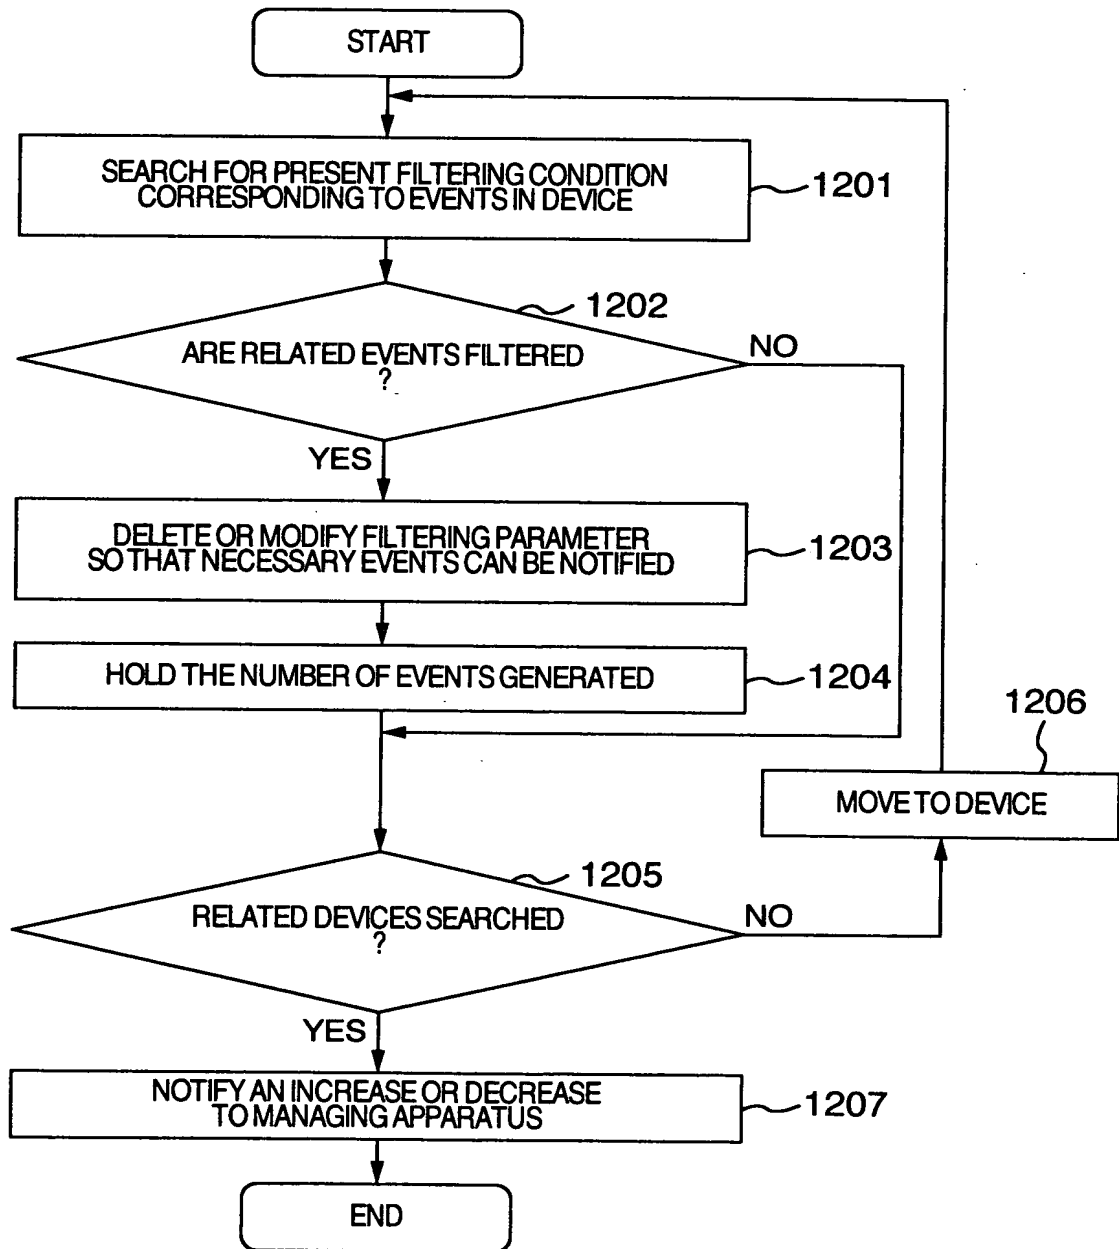 START
SEARCH FOR PRESENT FILTERING CONDITION
CORRESPONDING TO EVENTS IN DEVICE
1201
1202
ARE RELATED EVENTS FILTERED
?
NO
YES
DELETE OR MODIFY FILTERING PARAMETER
SO THAT NECESSARY EVENTS CAN BE NOTIFIED
1203
HOLD THE NUMBER OF EVENTS GENERATED
1204
1206
MOVE TO DEVICE
1205
RELATED DEVICES SEARCHED
?
NO
YES
NOTIFY AN INCREASE OR DECREASE
TO MANAGING APPARATUS
1207
END